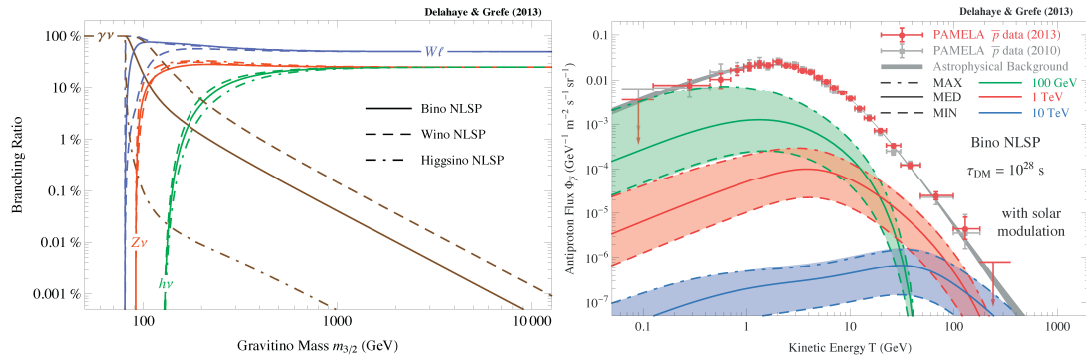 Delahaye & Grefe (2013)
100 %
10 %
1 %
0.1 %
0.01 %
0.001 %
Branching Ratio
γν
Wℓ
Zν
hν
Bino NLSP
Wino NLSP
Higgsino NLSP
100
1000
10 000
Gravitino Mass m3/2 (GeV)
Delahaye & Grefe (2013)
0.1
0.01
10⁻³
10⁻⁴
10⁻⁵
10⁻⁶
10⁻⁷
Antiproton Flux Φp̄ (GeV⁻¹ m⁻² s⁻¹ sr⁻¹)
PAMELA p̄ data (2013)
PAMELA p̄ data (2010)
Astrophysical Background
MAX 100 GeV
MED 1 TeV
MIN 10 TeV
Bino NLSP
τDM = 10²⁸ s
with solar
modulation
0.1
1
10
100
1000
Kinetic Energy T (GeV)